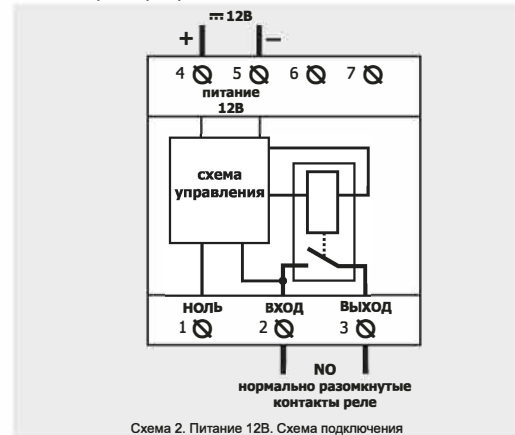 ⎓ 12В
+ −
4 5 6 7
питание
12В
схема
управления
НОЛЬ ВХОД ВЫХОД
1 2 3
NO
нормально разомкнутые
контакты реле
Схема 2. Питание 12В. Схема подключения